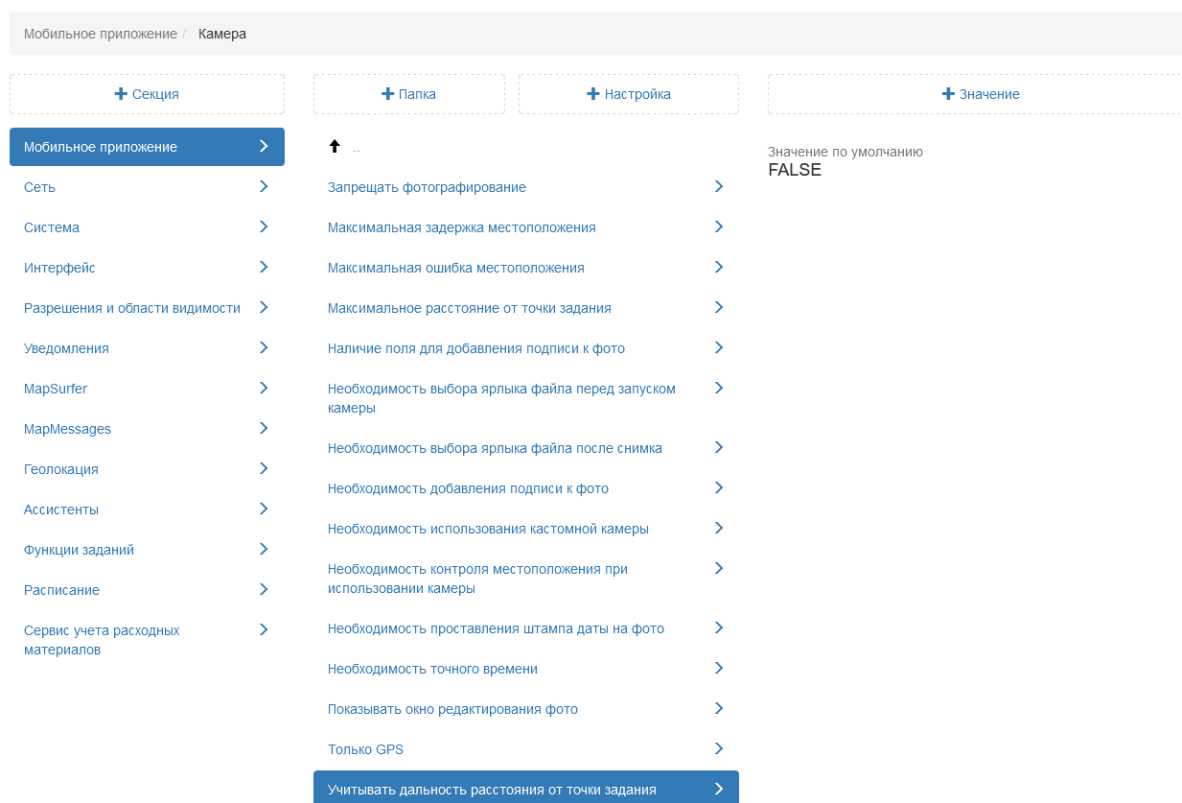 Мобильное приложение / Камера
+ Секция
+ Папка
+ Настройка
+ Значение
Мобильное приложение
Сеть
Система
Интерфейс
Разрешения и области видимости
Уведомления
MapSurfer
MapMessages
Геолокация
Ассистенты
Функции заданий
Расписание
Сервис учета расходных
материалов
..
Запрещать фотографирование
Максимальная задержка местоположения
Максимальная ошибка местоположения
Максимальное расстояние от точки задания
Наличие поля для добавления подписи к фото
Необходимость выбора ярлыка файла перед запуском
камеры
Необходимость выбора ярлыка файла после снимка
Необходимость добавления подписи к фото
Необходимость использования кастомной камеры
Необходимость контроля местоположения при
использовании камеры
Необходимость проставления штампа даты на фото
Необходимость точного времени
Показывать окно редактирования фото
Только GPS
Учитывать дальность расстояния от точки задания
Значение по умолчанию
FALSE